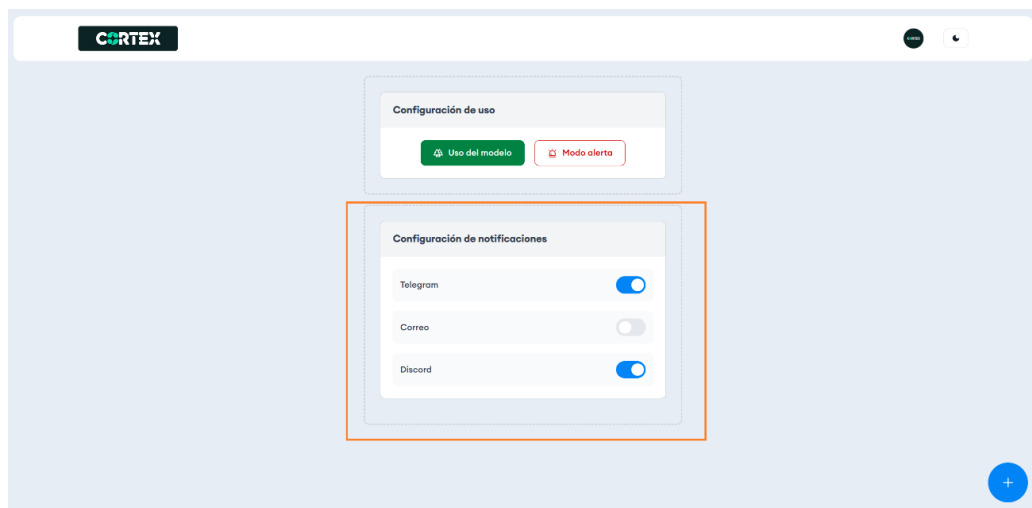 CORTEX
Configuración de uso
Uso del modelo
Modo alerta
Configuración de notificaciones
Telegram
Correo
Discord